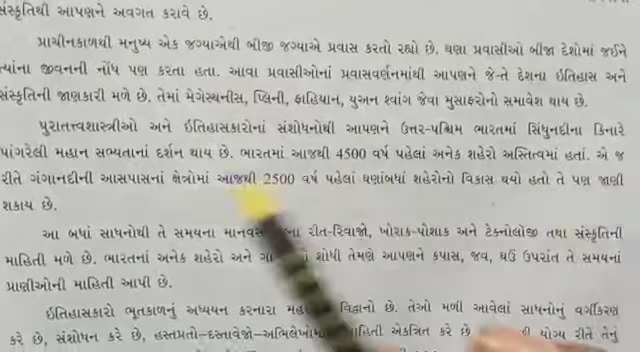 સંસ્કૃતિથી આપણને અવગત કરાવે છે.
પ્રાચીનકાળથી મનુષ્ય એક જગ્યાએથી બીજી જગ્યાએ પ્રવાસ કરતો રહ્યો છે. ઘણા પ્રવાસીઓ બીજા દેશોમાં જઈને
ત્યાંના જીવનની નોંધ પણ કરતા હતા. આવા પ્રવાસીઓનાં પ્રવાસવર્ણનમાંથી આપણને જે-તે દેશના ઇતિહાસ અને
સંસ્કૃતિની જાણકારી મળે છે. તેમાં મેગેસ્થનીસ, પ્લિની, ફાહિયાન, યુઅન શ્વાંગ જેવા મુસાફરોનો સમાવેશ થાય છે.
પુરાતત્ત્વશાસ્ત્રીઓ અને ઇતિહાસકારોનાં સંશોધનોથી આપણને ઉત્તર-પશ્ચિમ ભારતમાં સિંધુનદીના કિનારે
પાંગરેલી મહાન સભ્યતાનાં દર્શન થાય છે. ભારતમાં આજથી 4500 વર્ષ પહેલાં અનેક શહેરો અસ્તિત્વમાં હતાં. એ જ
રીતે ગંગાનદીની આસપાસનાં ક્ષેત્રોમાં આજથી 2500 વર્ષ પહેલાં ઘણાંબધાં શહેરોનો વિકાસ થયો હતો તે પણ જાણી
શકાય છે.
આ બધાં સાધનોથી તે સમયના રીત-રિવાજો, ખોરાક-પોશાક અને ટેક્નોલૉજી તથા સંસ્કૃતિની
માહિતી મળે છે. ભારતનાં અનેક શહેરો અને શોધી તેમણે આપણને કપાસ, જવ, ઘઉં ઉપરાંત તે સમયનાં
પ્રાણીઓની માહિતી આપી છે.
ઇતિહાસકારો ભૂતકાળનું અધ્યયન કરનારા વિદ્વાનો છે. તેઓ મળી આવેલાં સાધનોનું વર્ગીકરણ
કરે છે, સંશોધન કરે છે, હસ્તપ્રતો-દસ્તાવેજો- એકત્રિત કરે છે યોગ્ય રીતે તેનું